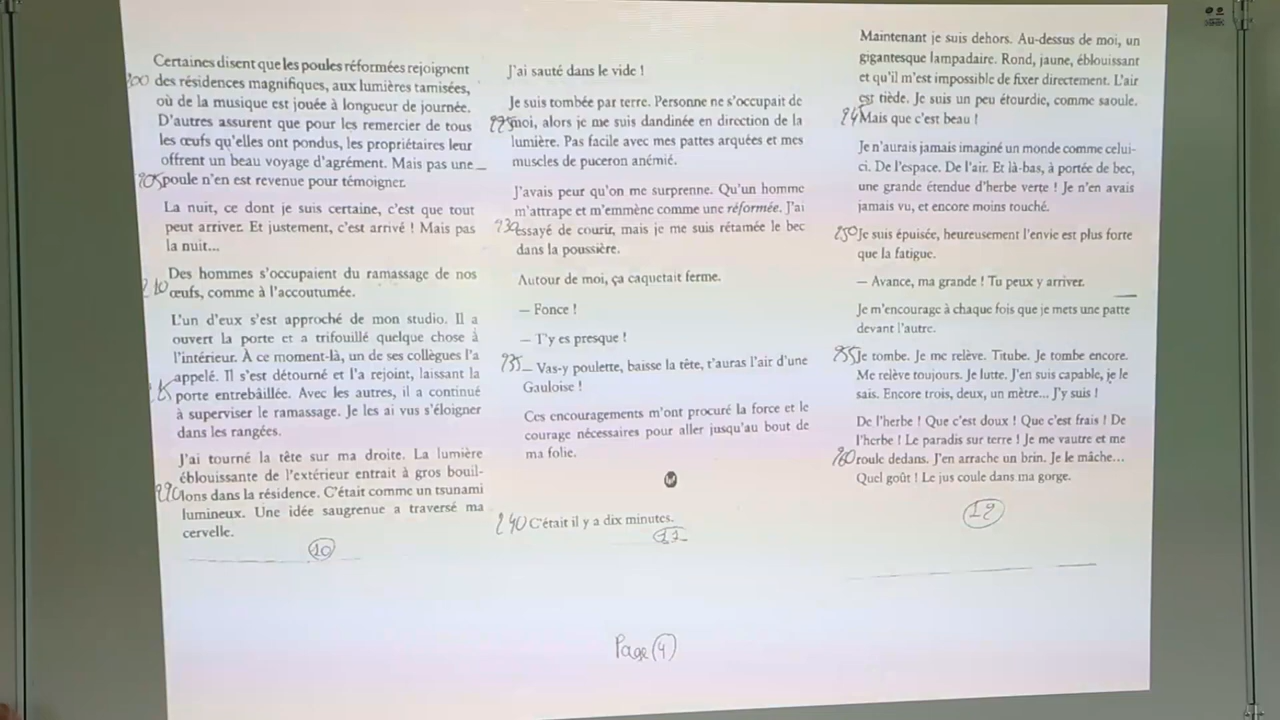 Certaines disent que les poules réformées rejoignent
200 des résidences magnifiques, aux lumières tamisées,
où de la musique est jouée à longueur de journée.
D'autres assurent que pour les remercier de tous
les œufs qu'elles ont pondus, les propriétaires leur
offrent un beau voyage d'agrément. Mais pas une
205 poule n'en est revenue pour témoigner.
La nuit, ce dont je suis certaine, c'est que tout
peut arriver. Et justement, c'est arrivé ! Mais pas
la nuit...
Des hommes s'occupaient du ramassage de nos
210 œufs, comme à l'accoutumée.
L'un d'eux s'est approché de mon studio. Il a
ouvert la porte et a trifouillé quelque chose à
l'intérieur. À ce moment-là, un de ses collègues l'a
appelé. Il s'est détourné et l'a rejoint, laissant la
porte entrebâillée. Avec les autres, il a continué
à superviser le ramassage. Je les ai vus s'éloigner
dans les rangées.
J'ai tourné la tête sur ma droite. La lumière
éblouissante de l'extérieur entrait à gros bouil-
220 lons dans la résidence. C'était comme un tsunami
lumineux. Une idée saugrenue a traversé ma
cervelle.
10
J'ai sauté dans le vide !
Je suis tombée par terre. Personne ne s'occupait de
225 moi, alors je me suis dandinée en direction de la
lumière. Pas facile avec mes pattes arquées et mes
muscles de puceron anémié.
J'avais peur qu'on me surprenne. Qu'un homme
m'attrape et m'emmène comme une réformée. J'ai
230 essayé de courir, mais je me suis rétamée le bec
dans la poussière.
Autour de moi, ça caquetait ferme.
– Fonce !
– T'y es presque !
235 – Vas-y poulette, baisse la tête, t'auras l'air d'une
Gauloise !
Ces encouragements m'ont procuré la force et le
courage nécessaires pour aller jusqu'au bout de
ma folie.
240 C'était il y a dix minutes.
11
Maintenant je suis dehors. Au-dessus de moi, un
gigantesque lampadaire. Rond, jaune, éblouissant
et qu'il m'est impossible de fixer directement. L'air
est tiède. Je suis un peu étourdie, comme saoule.
245 Mais que c'est beau !
Je n'aurais jamais imaginé un monde comme celui-
ci. De l'espace. De l'air. Et là-bas, à portée de bec,
une grande étendue d'herbe verte ! Je n'en avais
jamais vu, et encore moins touché.
250 Je suis épuisée, heureusement l'envie est plus forte
que la fatigue.
– Avance, ma grande ! Tu peux y arriver.
Je m'encourage à chaque fois que je mets une patte
devant l'autre.
255 Je tombe. Je me relève. Titube. Je tombe encore.
Me relève toujours. Je lutte. J'en suis capable, je le
sais. Encore trois, deux, un mètre... J'y suis !
De l'herbe ! Que c'est doux ! Que c'est frais ! De
l'herbe ! Le paradis sur terre ! Je me vautre et me
260 roule dedans. J'en arrache un brin. Je le mâche...
Quel goût ! Le jus coule dans ma gorge.
12
Page 4